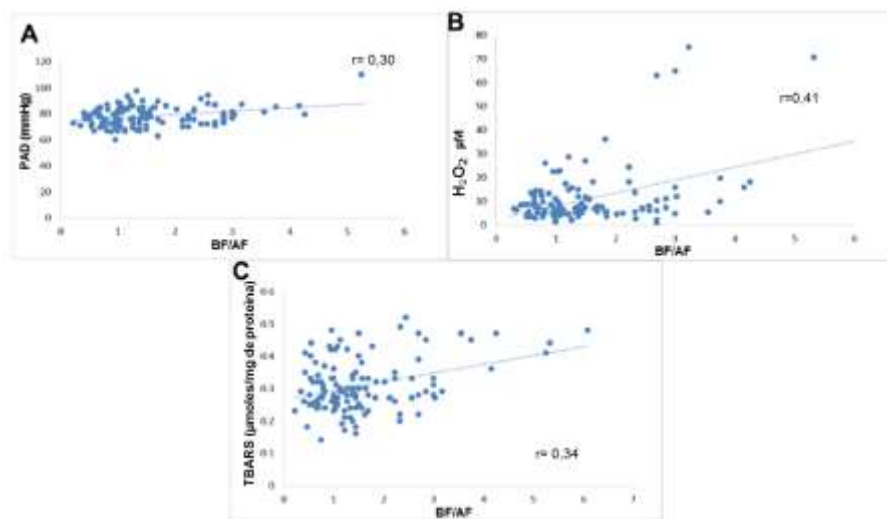 A
r= 0,30
PAD (mmHg)
120
100
80
60
40
20
0
0 1 2 3 4 5 6
BF/AF
B
r=0,41
H₂O₂ µM
80
70
60
50
40
30
20
10
0
0 1 2 3 4 5 6
BF/AF
C
r= 0,34
TBARS (µmoles/mg de proteina)
0.6
0.5
0.4
0.3
0.2
0.1
0
0 1 2 3 4 5 6 7
BF/AF